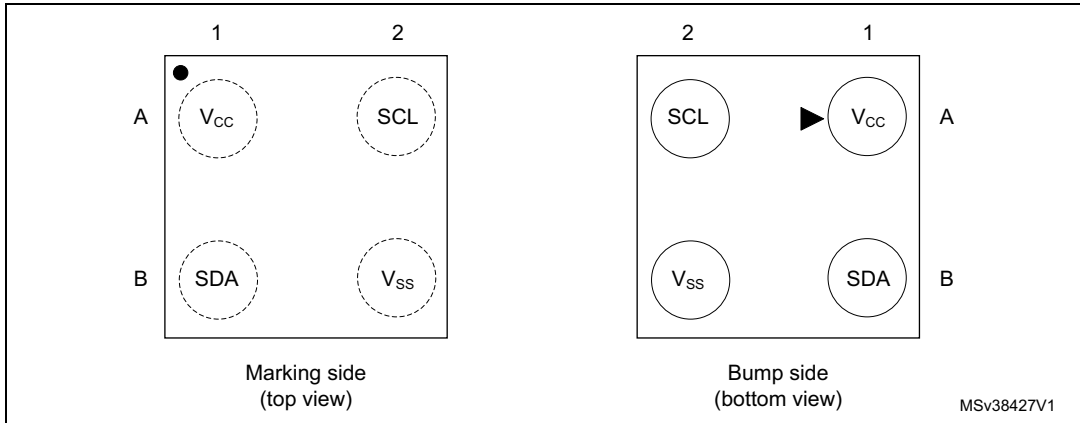 1 2 2 1
A V_CC SCL SCL V_CC A
B SDA V_SS V_SS SDA B
Marking side Bump side
(top view) (bottom view)
MSv38427V1